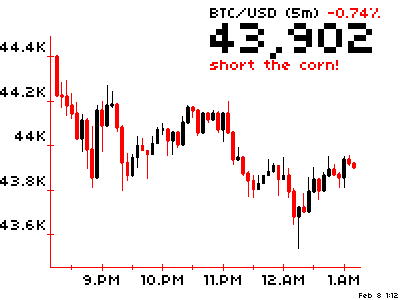 BTC/USD (5m) -0.74%
43,902
short the corn!
44.4K
44.2K
44K
43.8K
43.6K
9.PM 10.PM 11.PM 12.AM 1.AM
Feb 8 1:12